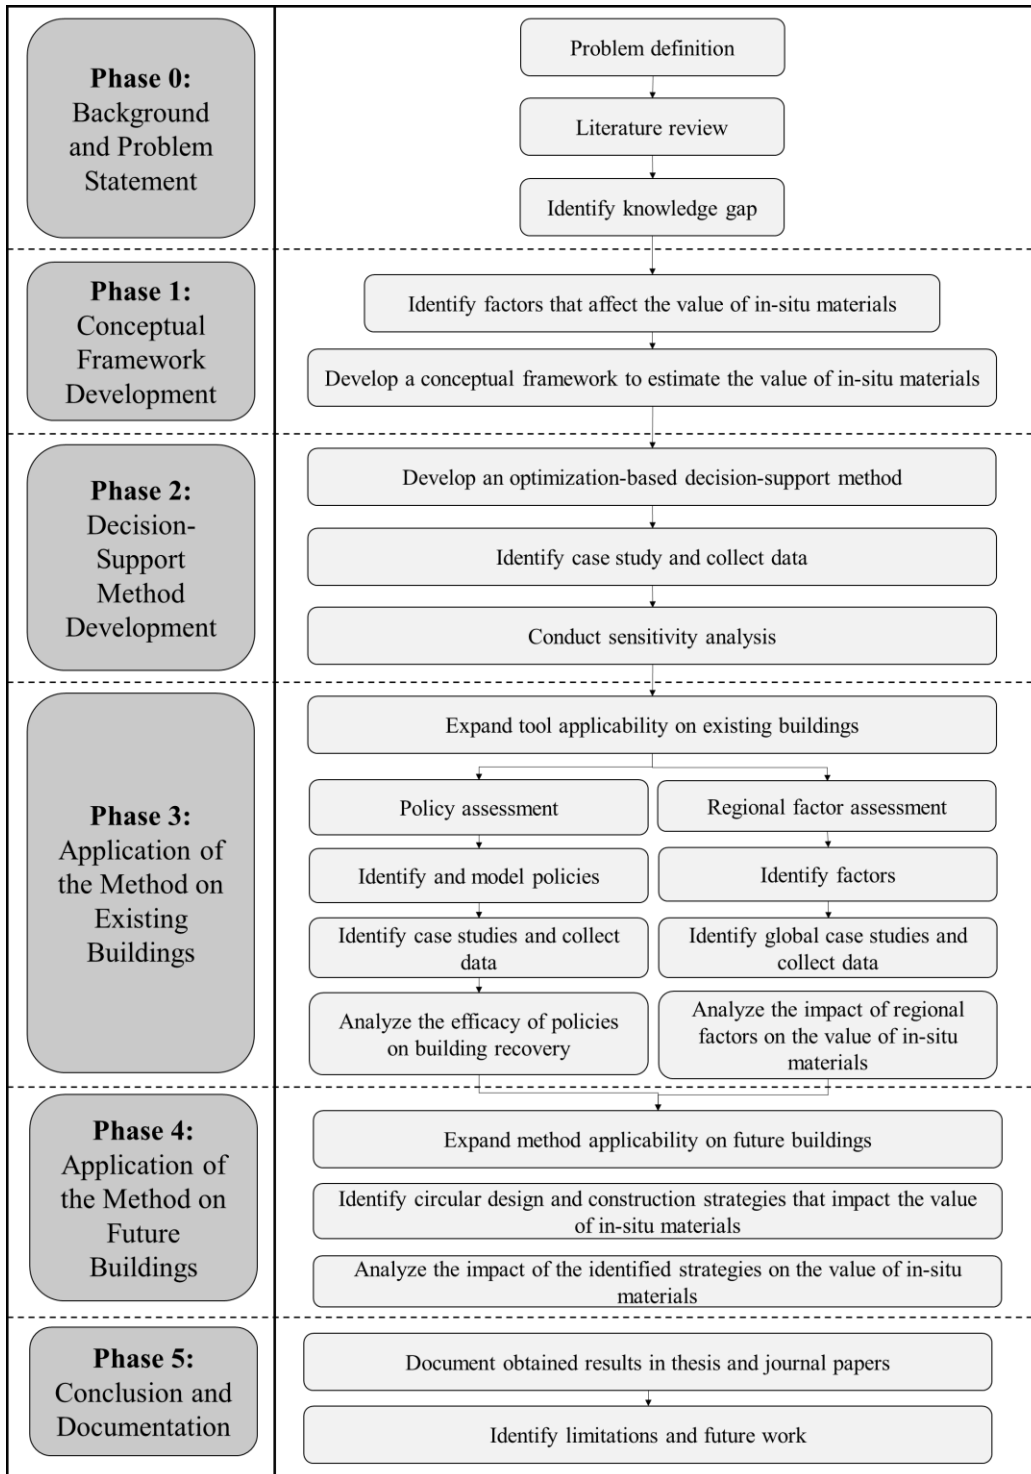 Phase 0:
Background
and Problem
Statement
Problem definition
Literature review
Identify knowledge gap
Phase 1:
Conceptual
Framework
Development
Identify factors that affect the value of in-situ materials
Develop a conceptual framework to estimate the value of in-situ materials
Phase 2:
Decision-
Support
Method
Development
Develop an optimization-based decision-support method
Identify case study and collect data
Conduct sensitivity analysis
Phase 3:
Application of
the Method on
Existing
Buildings
Expand tool applicability on existing buildings
Policy assessment
Identify and model policies
Identify case studies and collect
data
Analyze the efficacy of policies
on building recovery
Regional factor assessment
Identify factors
Identify global case studies and
collect data
Analyze the impact of regional
factors on the value of in-situ
materials
Phase 4:
Application of
the Method on
Future
Buildings
Expand method applicability on future buildings
Identify circular design and construction strategies that impact the value
of in-situ materials
Analyze the impact of the identified strategies on the value of in-situ
materials
Phase 5:
Conclusion and
Documentation
Document obtained results in thesis and journal papers
Identify limitations and future work